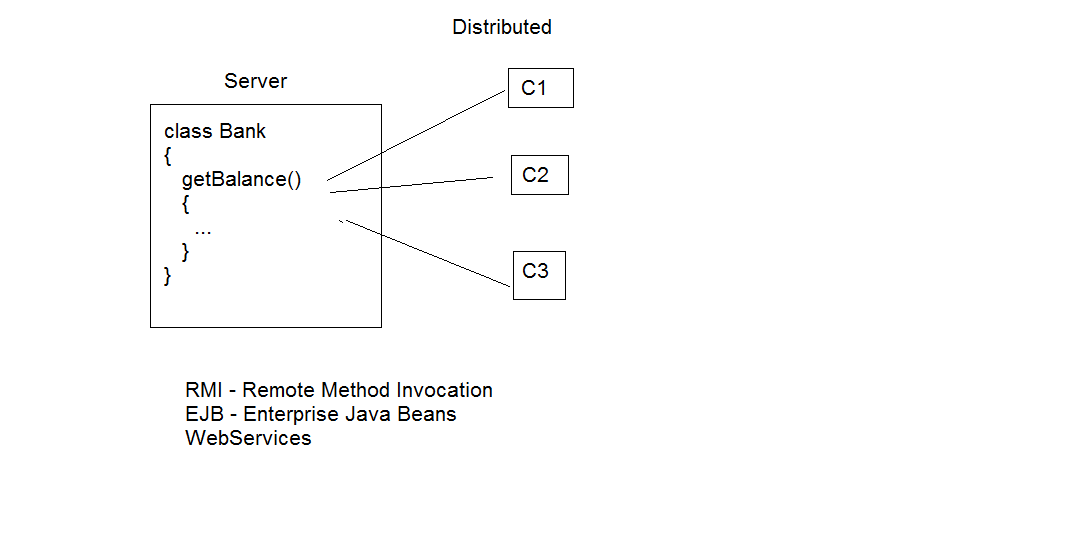 Distributed
Server
class Bank
{
getBalance()
{
...
}
}
C1
C2
C3
RMI - Remote Method Invocation
EJB - Enterprise Java Beans
WebServices